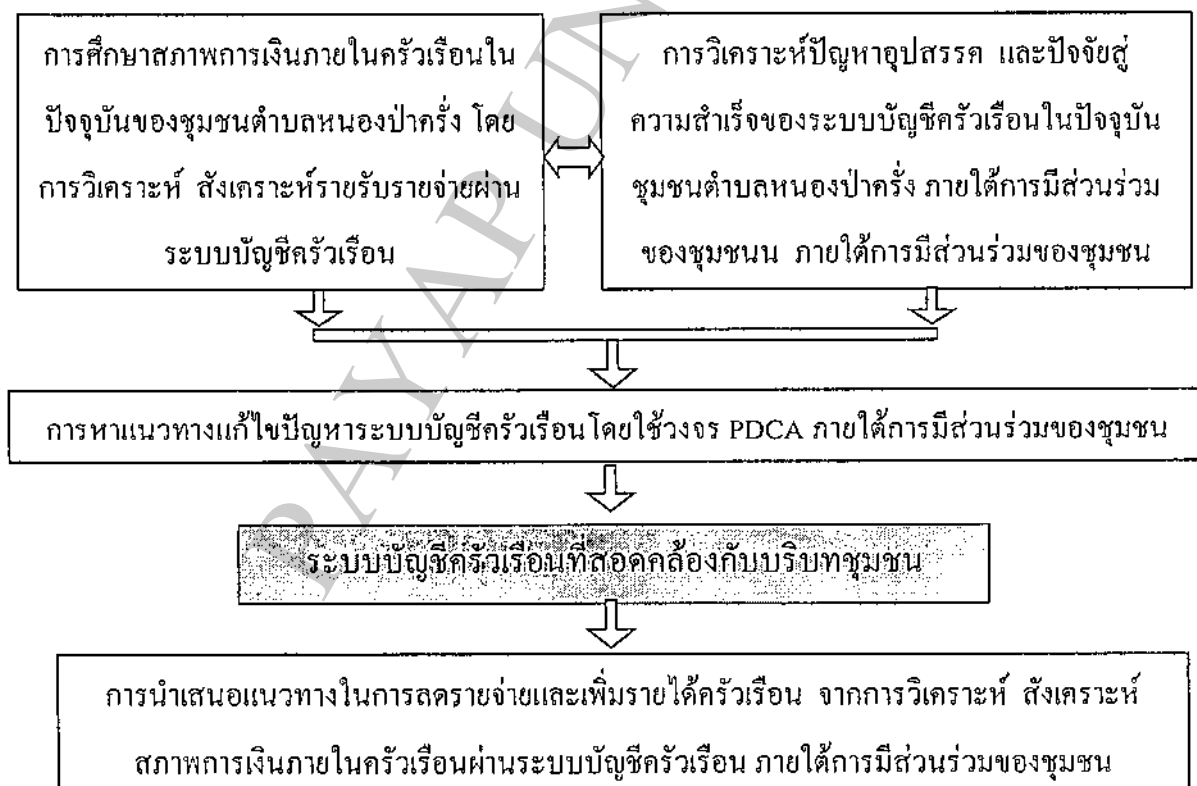 การศึกษาสภาพการเงินภายในครัวเรือนใน
ปัจจุบันของชุมชนตำบลหนองป่าครั่ง โดย
การวิเคราะห์ สังเคราะห์รายรับรายจ่ายผ่าน
ระบบบัญชีครัวเรือน
การวิเคราะห์ปัญหาอุปสรรค และปัจจัยสู่
ความสำเร็จของระบบบัญชีครัวเรือนในปัจจุบัน
ชุมชนตำบลหนองป่าครั่ง ภายใต้การมีส่วนร่วม
ของชุมชนน ภายใต้การมีส่วนร่วมของชุมชน
การหาแนวทางแก้ไขปัญหาระบบบัญชีครัวเรือนโดยใช้วงจร PDCA ภายใต้การมีส่วนร่วมของชุมชน
ระบบบัญชีครัวเรือนที่สอดคล้องกับบริบทชุมชน
การนำเสนอแนวทางในการลดรายจ่ายและเพิ่มรายได้ครัวเรือน จากการวิเคราะห์ สังเคราะห์
สภาพการเงินภายในครัวเรือนผ่านระบบบัญชีครัวเรือน ภายใต้การมีส่วนร่วมของชุมชน
PAYAP UN